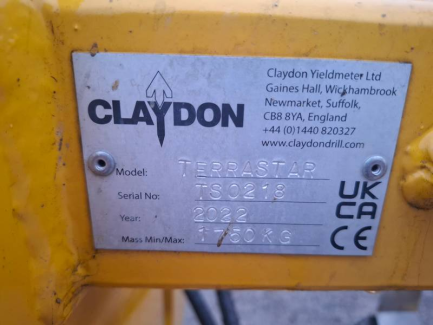 CLAYDON
Claydon Yieldmeter Ltd
Gaines Hall, Wickhambrook
Newmarket, Suffolk,
CB8 8YA, England
+44 (0)1440 820327
www.claydondrill.com
Model: TERRASTAR
Serial No: TS0218
Year: 2022
Mass Min/Max: 1750KG
UK
CA
CE